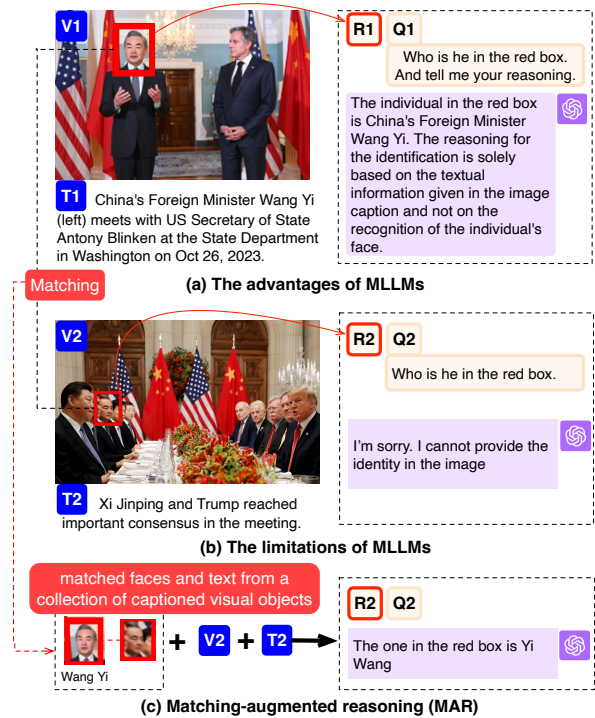 V1
R1 Q1
Who is he in the red box.
And tell me your reasoning.
The individual in the red box
is China's Foreign Minister
Wang Yi. The reasoning for
the identification is solely
based on the textual
information given in the image
caption and not on the
recognition of the individual's
face.
T1 China's Foreign Minister Wang Yi
(left) meets with US Secretary of State
Antony Blinken at the State Department
in Washington on Oct 26, 2023.
Matching
(a) The advantages of MLLMs
V2
R2 Q2
Who is he in the red box.
I'm sorry. I cannot provide the
identity in the image
T2 Xi Jinping and Trump reached
important consensus in the meeting.
(b) The limitations of MLLMs
matched faces and text from a
collection of captioned visual objects
Wang Yi
+ V2 + T2
R2 Q2
The one in the red box is Yi
Wang
(c) Matching-augmented reasoning (MAR)